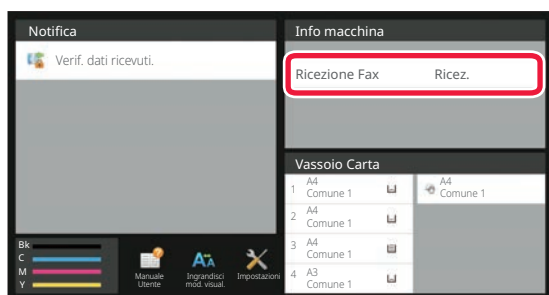 Notifica
Verif. dati ricevuti.
Info macchina
Ricezione Fax Ricez.
Vassoio Carta
1 A4
Comune 1
2 A4
Comune 1
3 A4
Comune 1
4 A3
Comune 1
A4
Comune 1
Bk
C
M
Y
Manuale
Utente
Ingrandisci
mod. visual.
Impostazioni